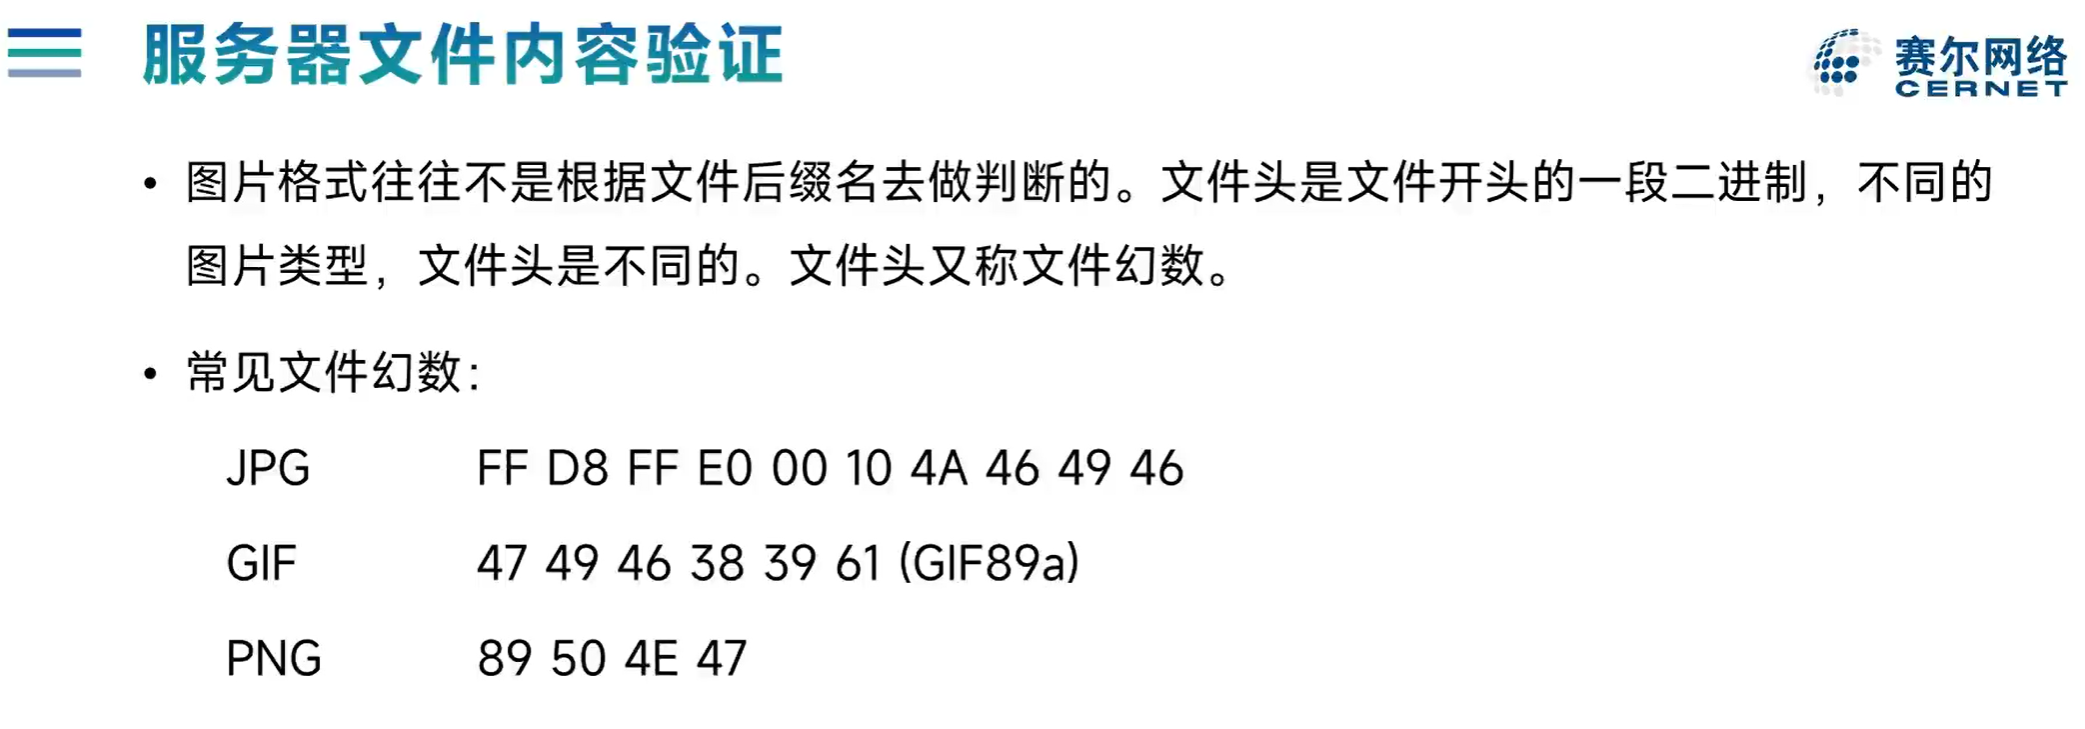 服务器文件内容验证
赛尔网络
CERNET
• 图片格式往往不是根据文件后缀名去做判断的。文件头是文件开头的一段二进制，不同的
图片类型，文件头是不同的。文件头又称文件幻数。
• 常见文件幻数：
JPG FF D8 FF E0 00 10 4A 46 49 46
GIF 47 49 46 38 39 61 (GIF89a)
PNG 89 50 4E 47